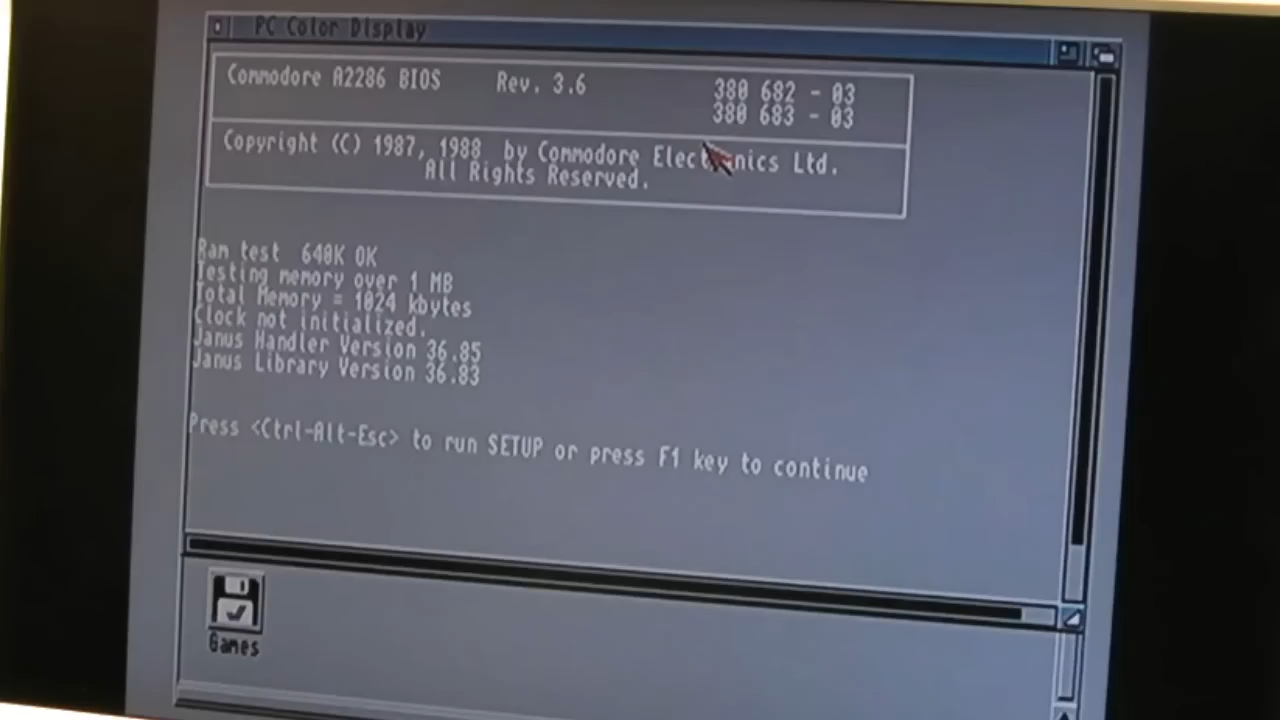 PC Color Display
Commodore A2286 BIOS Rev. 3.6 380 682 - 03
380 683 - 03
Copyright (C) 1987, 1988 by Commodore Electronics Ltd.
All Rights Reserved.
Ram test 640K OK
Testing memory over 1 MB
Total Memory = 1024 kbytes
Clock not initialized.
Janus Handler Version 36.85
Janus Library Version 36.83
Press <Ctrl-Alt-Esc> to run SETUP or press F1 key to continue
Games